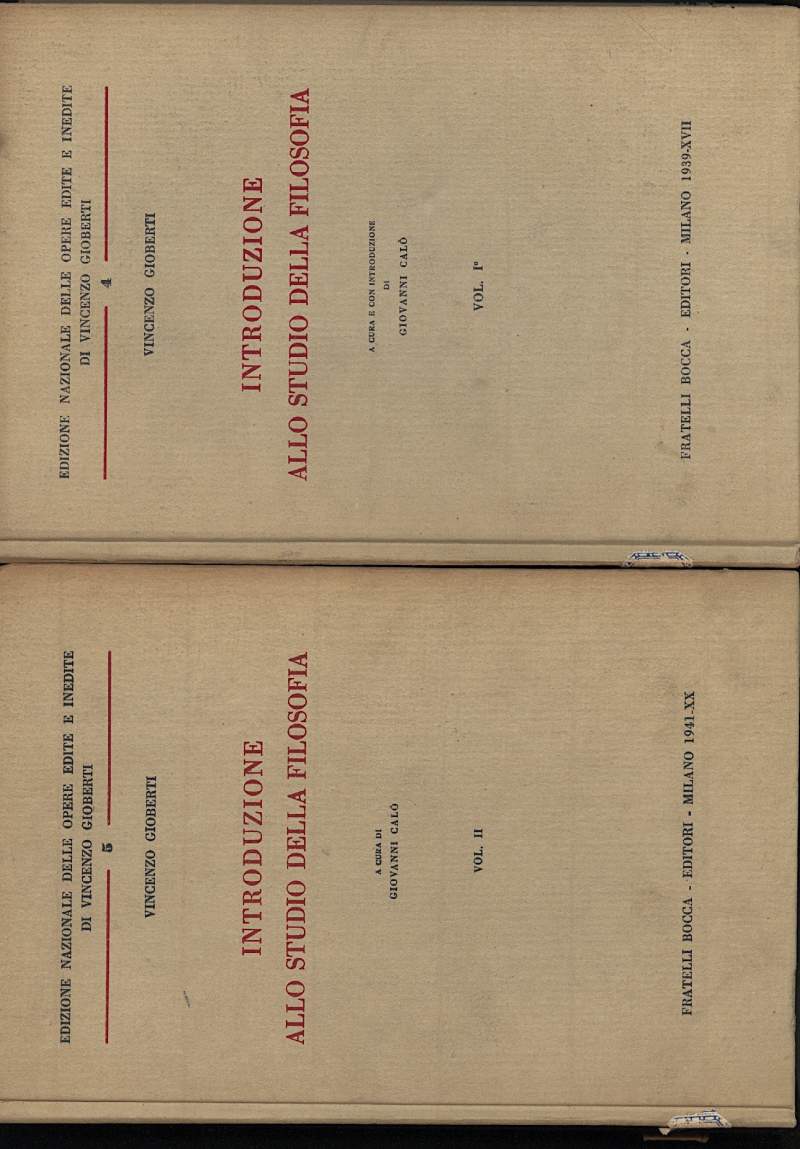 EDIZIONE NAZIONALE DELLE OPERE EDITE E INEDITE
DI VINCENZO GIOBERTI
4
VINCENZO GIOBERTI
INTRODUZIONE
ALLO STUDIO DELLA FILOSOFIA
A CURA E CON INTRODUZIONE
DI
GIOVANNI CALÒ
VOL. I°
FRATELLI BOCCA - EDITORI - MILANO 1939-XVII
EDIZIONE NAZIONALE DELLE OPERE EDITE E INEDITE
DI VINCENZO GIOBERTI
5
VINCENZO GIOBERTI
INTRODUZIONE
ALLO STUDIO DELLA FILOSOFIA
A CURA DI
GIOVANNI CALÒ
VOL. II
FRATELLI BOCCA - EDITORI - MILANO 1941-XX